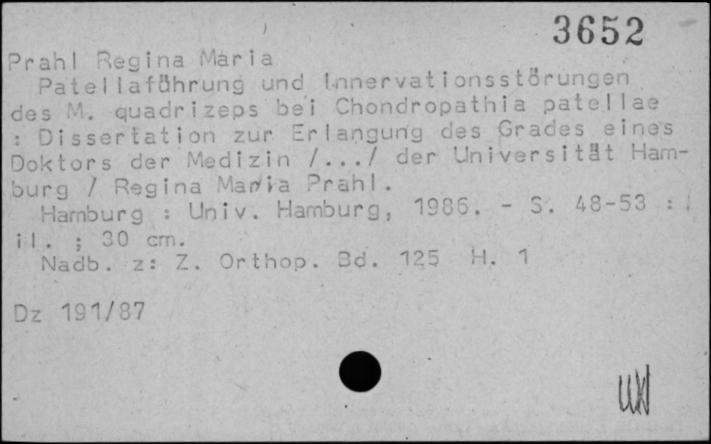 3652
Prahl Regina Maria
Patellaführung und Innervationsstörungen
des M. quadrizeps bei Chondropathia patellae
: Dissertation zur Erlangung des Grades eines
Doktors der Medizin /.../ der Universität Ham-
burg / Regina Maria Prahl.
Hamburg : Univ. Hamburg, 1986. - S. 48-53 :
il. ; 30 cm.
Nadb. z: Z. Orthop. Bd. 125 H. 1
Dz 191/87